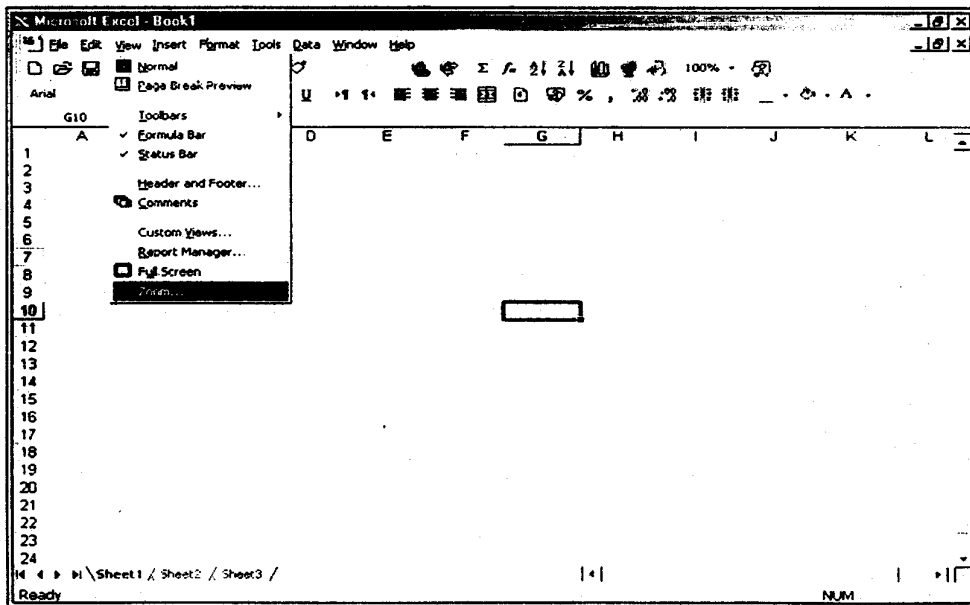 Microsoft Excel - Book1
File Edit View Insert Format Tools Data Window Help
Normal
100%
Page Break Preview
Arial
U
%
,
A
G10
Toolbars
Formula Bar
Status Bar
Header and Footer...
Comments
Custom Views...
Report Manager...
Full Screen
Zoom...
A D E F G H I J K L
1
2
3
4
5
6
7
8
9
10
11
12
13
14
15
16
17
18
19
20
21
22
23
24
Sheet1 / Sheet2 / Sheet3 /
Ready NUM